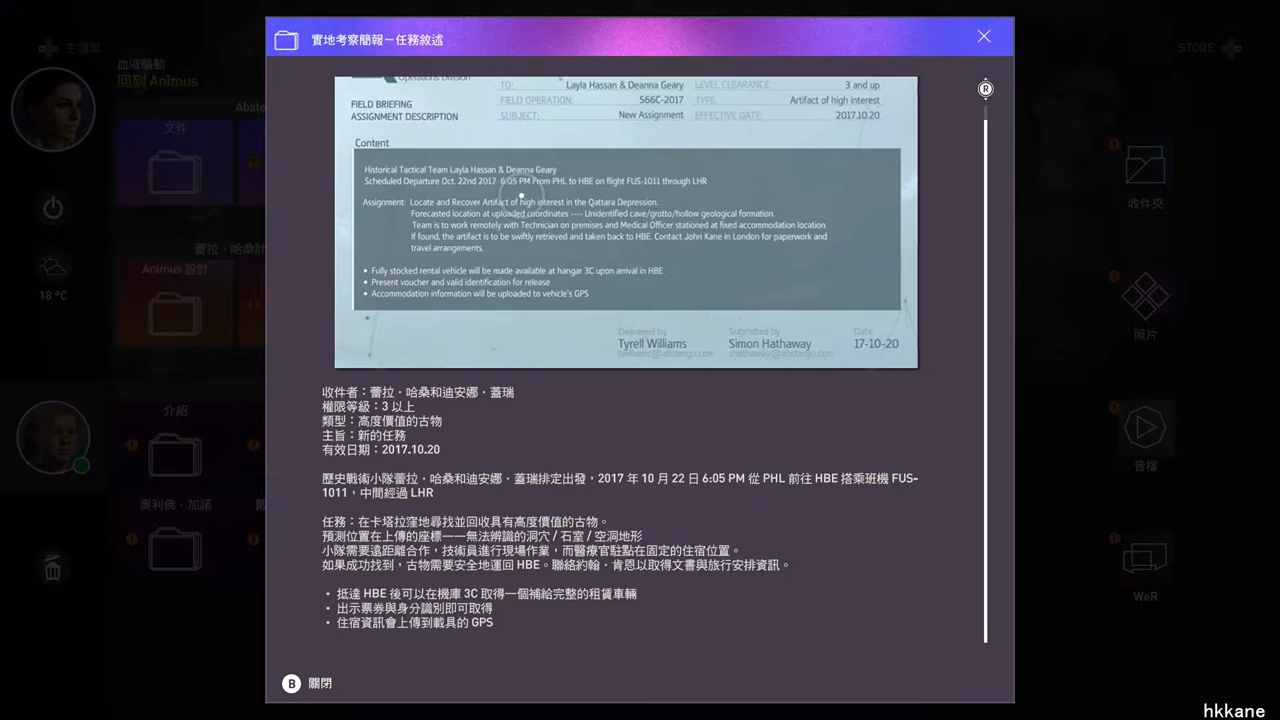 實地考察簡報－任務敘述
主選單
STORE
血液驅動
回到 Animus
Abste
文件
18 °C
蕾拉・哈桑計
Animus 設計
介紹
奧利佛・加諾
戴
收件夾
照片
音檔
WeR
Operations Division
FIELD BRIEFING
ASSIGNMENT DESCRIPTION
TO: Layla Hassan & Deanna Geary LEVEL CLEARANCE: 3 and up
FIELD OPERATION: 566C-2017 TYPE: Artifact of high interest
SUBJECT: New Assignment EFFECTIVE DATE: 2017.10.20
Content
Historical Tactical Team Layla Hassan & Deanna Geary
Scheduled Departure Oct. 22nd 2017 6:05 PM From PHL to HBE on flight FUS-1011 through LHR
Assignment: Locate and Recover Artifact of high interest in the Qattara Depression.
Forecasted location at uploaded coordinates ---- Unidentified cave/grotto/hollow geological formation.
Team is to work remotely with Technician on premises and Medical Officer stationed at fixed accommodation location.
If found, the artifact is to be swiftly retrieved and taken back to HBE. Contact John Kane in London for paperwork and
travel arrangements.
• Fully stocked rental vehicle will be made available at hangar 3C upon arrival in HBE
• Present voucher and valid identification for release
• Accommodation information will be uploaded to vehicle's GPS
Delivered by Submitted by Date:
Tyrell Williams Simon Hathaway 17-10-20
twilliams@abstergo.com shathaway@abstergo.com
R
收件者：蕾拉・哈桑和迪安娜・蓋瑞
權限等級：3 以上
類型：高度價值的古物
主旨：新的任務
有效日期：2017.10.20
歷史戰術小隊蕾拉・哈桑和迪安娜・蓋瑞排定出發，2017 年 10 月 22 日 6:05 PM 從 PHL 前往 HBE 搭乘班機 FUS-
1011，中間經過 LHR
任務：在卡塔拉窪地尋找並回收具有高度價值的古物。
預測位置在上傳的座標－－無法辨識的洞穴 / 石室 / 空洞地形
小隊需要遠距離合作，技術員進行現場作業，而醫療官駐點在固定的住宿位置。
如果成功找到，古物需要安全地運回 HBE。聯絡約翰・肯恩以取得文書與旅行安排資訊。
・ 抵達 HBE 後可以在機庫 3C 取得一個補給完整的租賃車輛
・ 出示票券與身分識別即可取得
・ 住宿資訊會上傳到載具的 GPS
B 關閉
hkkane